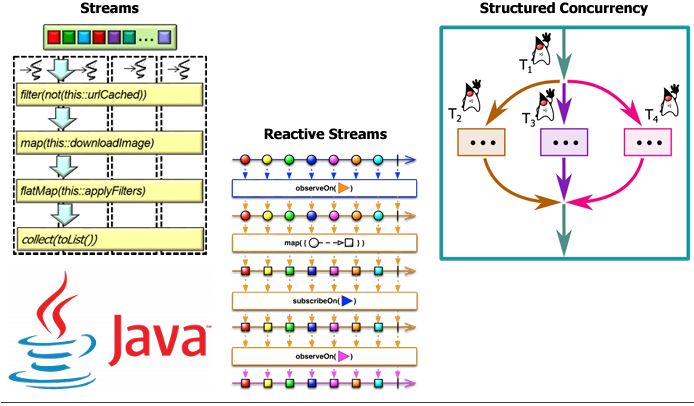 Streams
...
filter(not(this::urlCached))
map(this::downloadImage)
flatMap(this::applyFilters)
collect(toList())
Java™
Reactive Streams
observeOn( )
map( { } )
subscribeOn( )
observeOn( )
Structured Concurrency
T1
T2
T3
T4
...
...
...